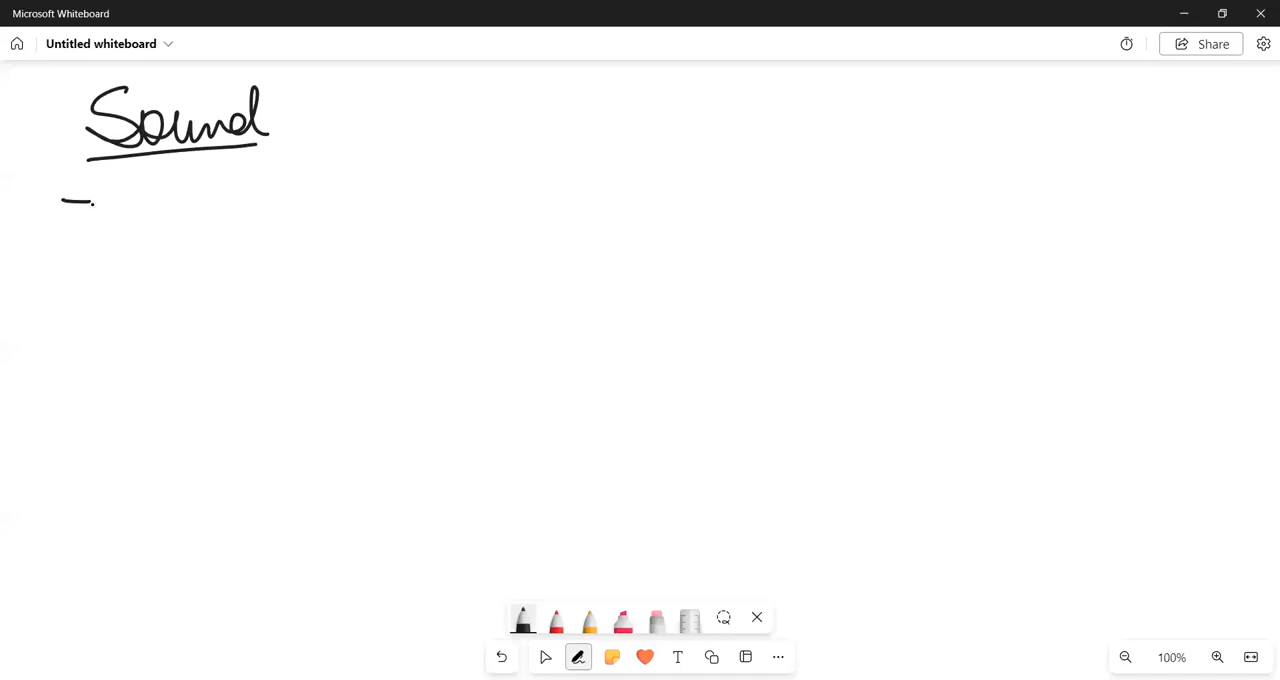 Microsoft Whiteboard
Untitled whiteboard
Share
Sound
—
T
100%